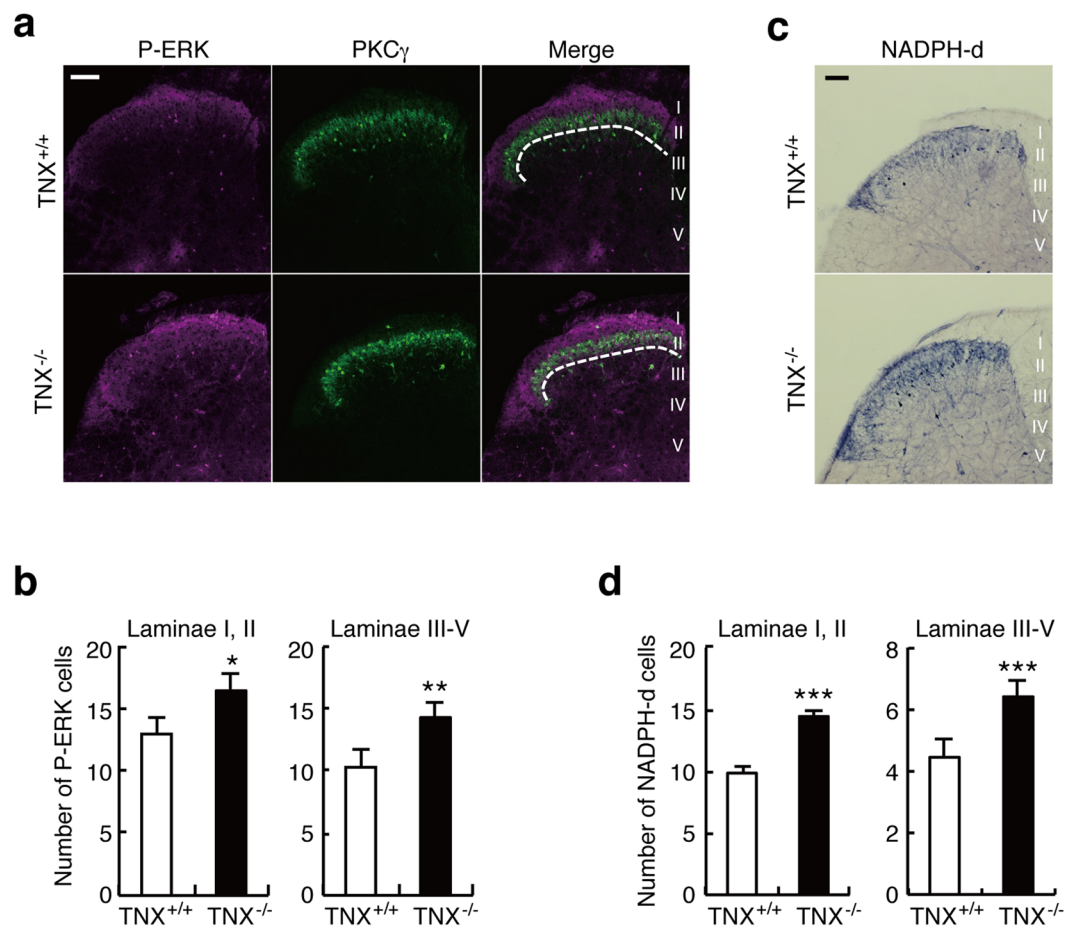 a
P-ERK
PKCγ
Merge
TNX+/+
I
II
III
IV
V
TNX-/-
I
II
III
IV
V
c
NADPH-d
TNX+/+
I
II
III
IV
V
TNX-/-
I
II
III
IV
V
b
Number of P-ERK cells
Laminae I, II
20
15
10
5
0
*
TNX+/+
TNX-/-
Laminae III-V
20
15
10
5
0
**
TNX+/+
TNX-/-
d
Number of NADPH-d cells
Laminae I, II
20
15
10
5
0
***
TNX+/+
TNX-/-
Laminae III-V
8
6
4
2
0
***
TNX+/+
TNX-/-